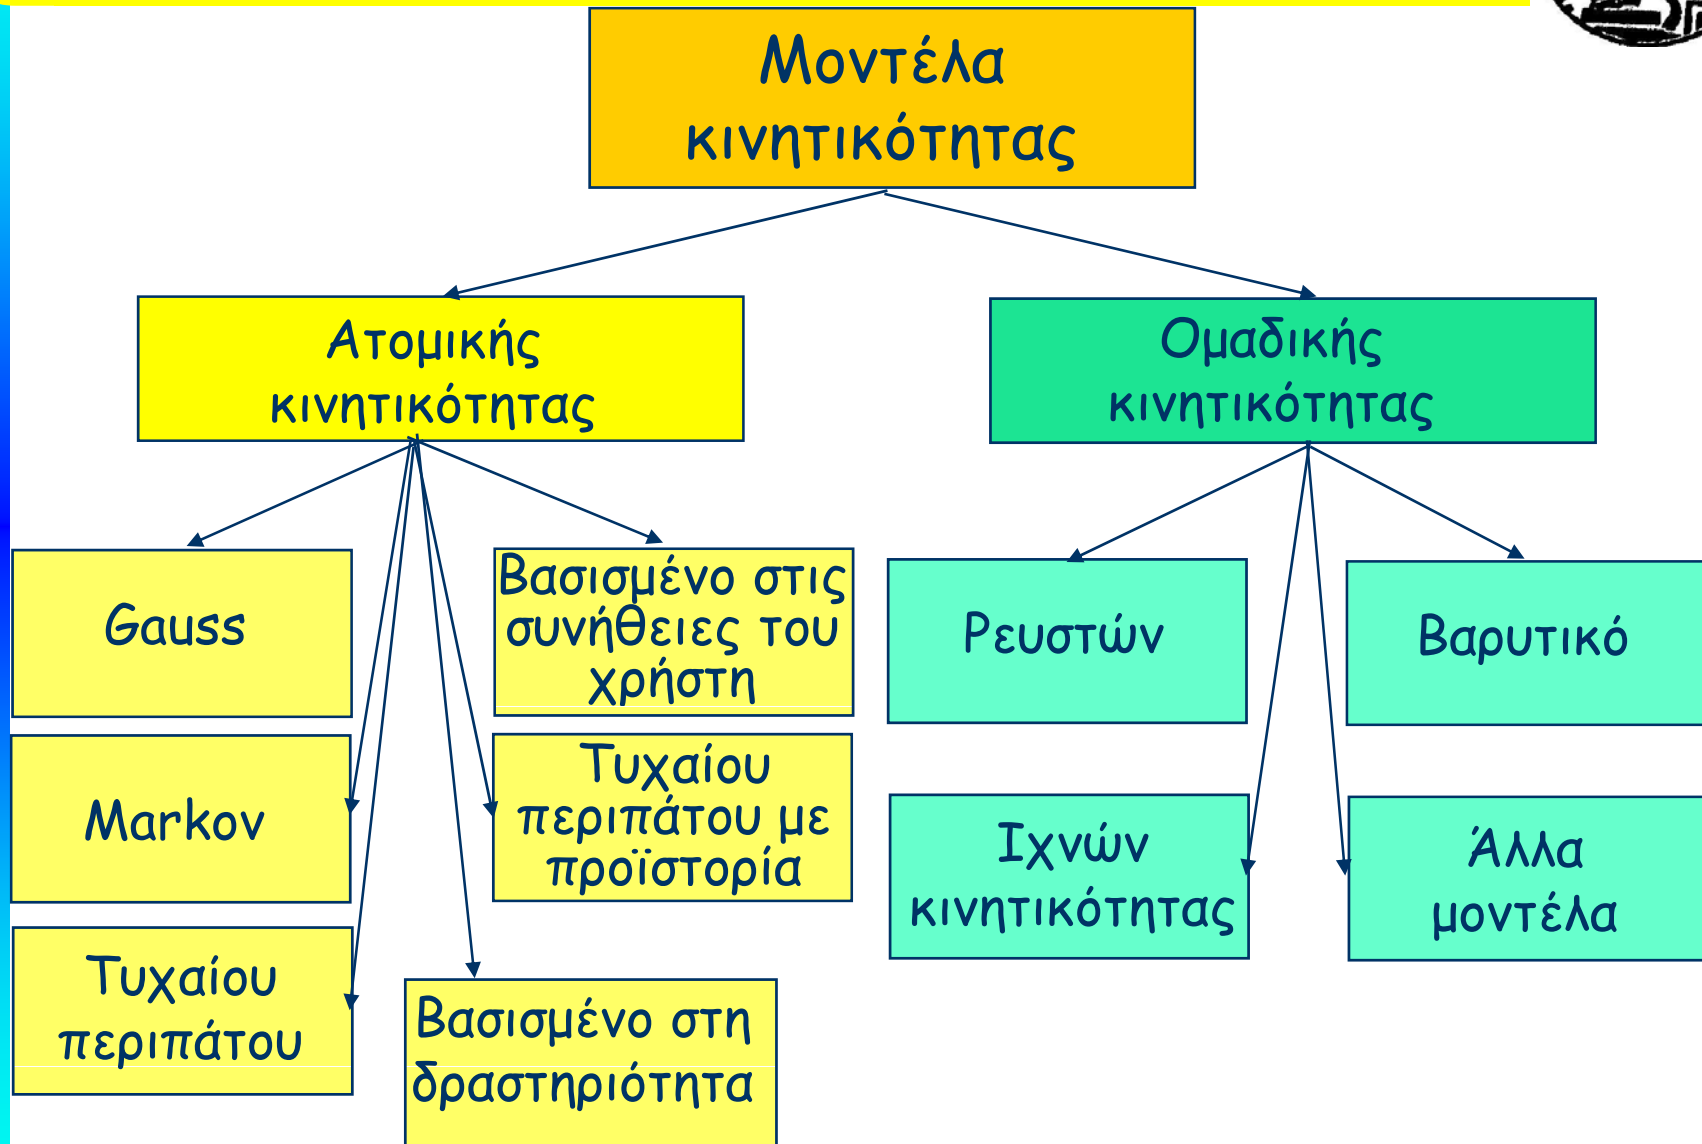 Μοντέλα
κινητικότητας
Ατομικής
κινητικότητας
Ομαδικής
κινητικότητας
Gauss
Βασισμένο στις
συνήθειες του
χρήστη
Ρευστών
Βαρυτικό
Markov
Τυχαίου
περιπάτου με
προϊστορία
Ιχνών
κινητικότητας
Άλλα
μοντέλα
Τυχαίου
περιπάτου
Βασισμένο στη
δραστηριότητα